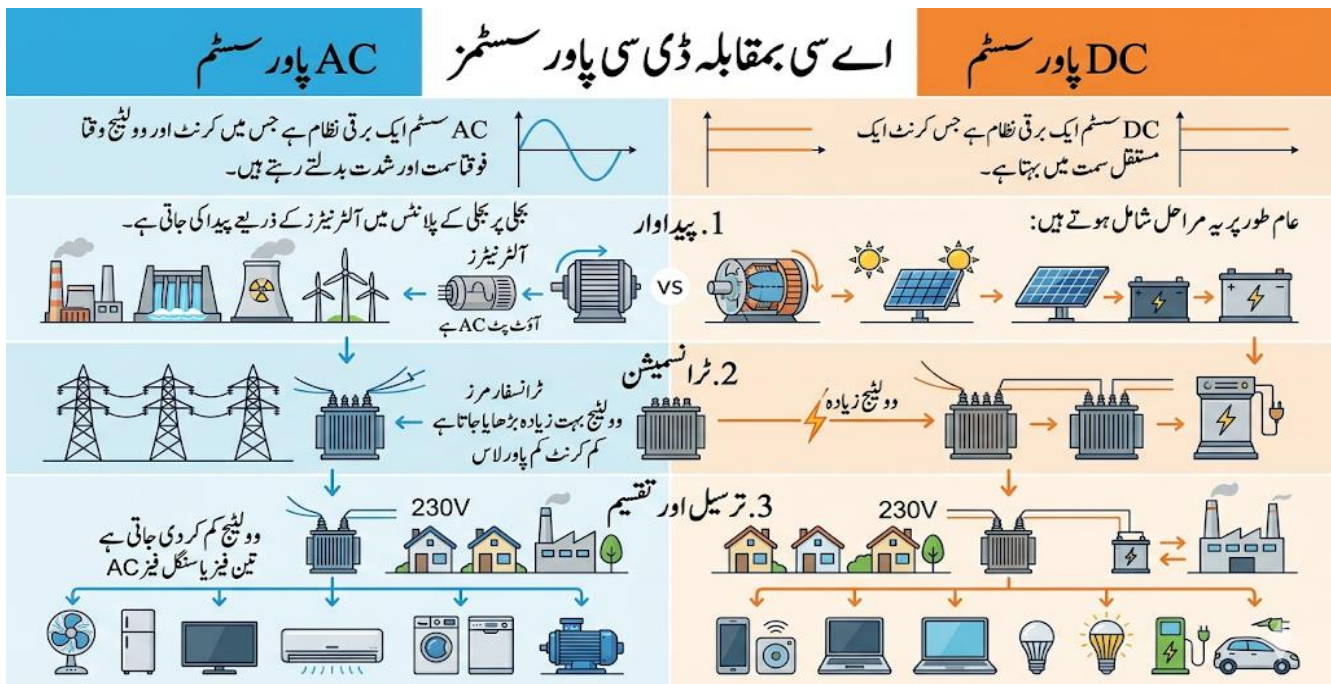 DC پاور سسٹم
اے سی بمقابلہ ڈی سی پاور سسٹمز
AC پاور سسٹم
DC سسٹم ایک برقی نظام ہے جس کرنٹ ایک
مستقل سمت میں بہتا ہے۔
AC سسٹم ایک برقی نظام ہے جس میں کرنٹ اور وولٹیج وقتا
فوقتا سمت اور شدت بدلتے رہتے ہیں۔
عام طور پر یہ مراحل شامل ہوتے ہیں:
1. پیداوار
بجلی پر بجلی کے پلانٹس میں آلٹرنیٹرز کے ذریعے پیدا کی جاتی ہے۔
آلٹرنیٹرز
VS
آؤٹ پٹ AC ہے
2. ٹرانسمیشن
وولٹیج زیادہ
ٹرانسفارمرز
وولٹیج بہت زیادہ بڑھایا جاتا ہے
کم کرنٹ کم پاور لاس
3. ترسیل اور تقسیم
230V
230V
وولٹیج کم کر دی جاتی ہے
تین فیز یا سنگل فیز AC